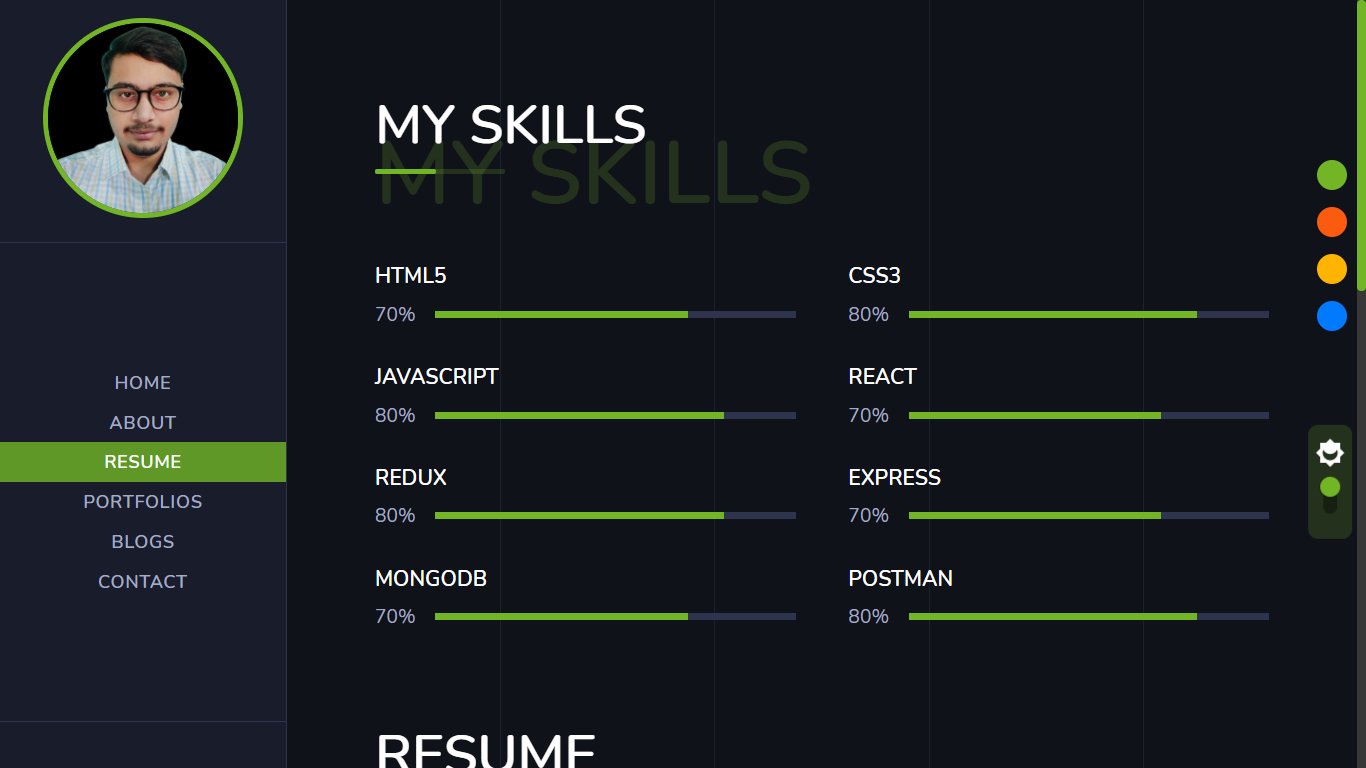 HOME
ABOUT
RESUME
PORTFOLIOS
BLOGS
CONTACT
MY SKILLS
MY SKILLS
HTML5
70%
CSS3
80%
JAVASCRIPT
80%
REACT
70%
REDUX
80%
EXPRESS
70%
MONGODB
70%
POSTMAN
80%
RESUME